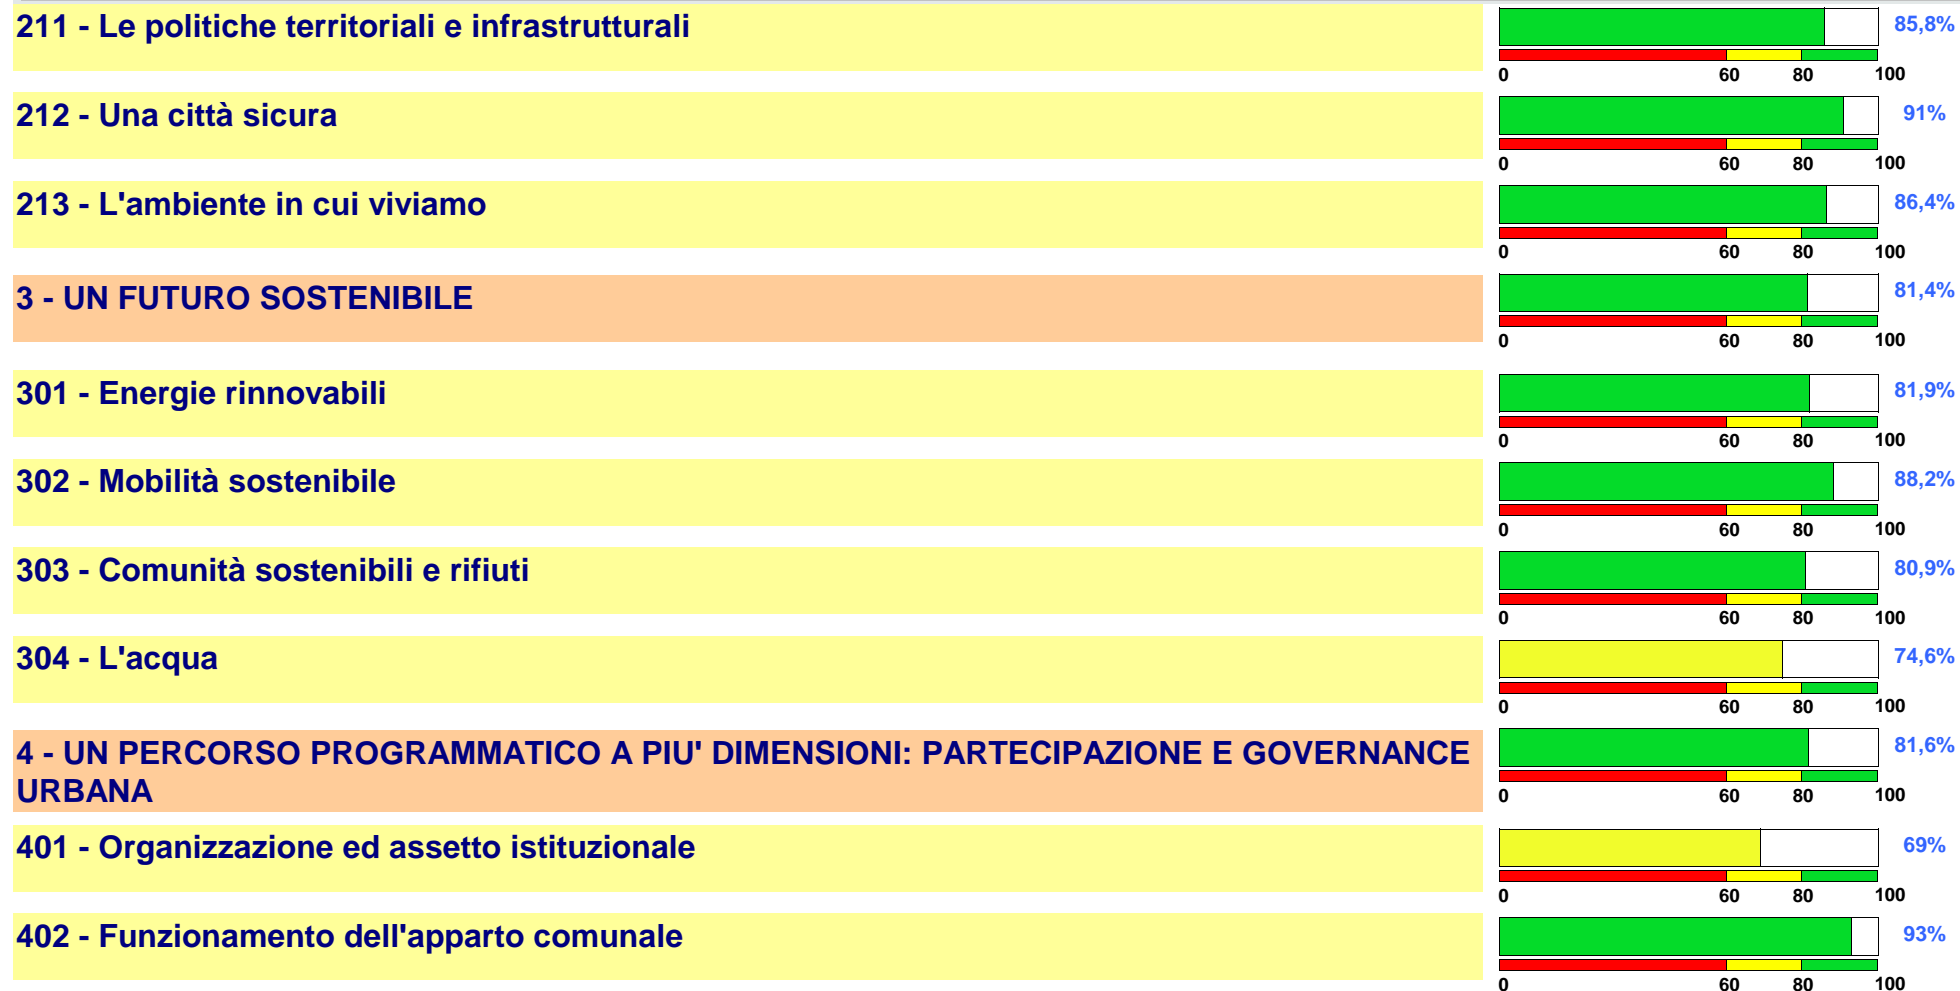 211 - Le politiche territoriali e infrastrutturali
85,8%
0 60 80 100
212 - Una città sicura
91%
0 60 80 100
213 - L'ambiente in cui viviamo
86,4%
0 60 80 100
3 - UN FUTURO SOSTENIBILE
81,4%
0 60 80 100
301 - Energie rinnovabili
81,9%
0 60 80 100
302 - Mobilità sostenibile
88,2%
0 60 80 100
303 - Comunità sostenibili e rifiuti
80,9%
0 60 80 100
304 - L'acqua
74,6%
0 60 80 100
4 - UN PERCORSO PROGRAMMATICO A PIU' DIMENSIONI: PARTECIPAZIONE E GOVERNANCE
URBANA
81,6%
0 60 80 100
401 - Organizzazione ed assetto istituzionale
69%
0 60 80 100
402 - Funzionamento dell'apparto comunale
93%
0 60 80 100